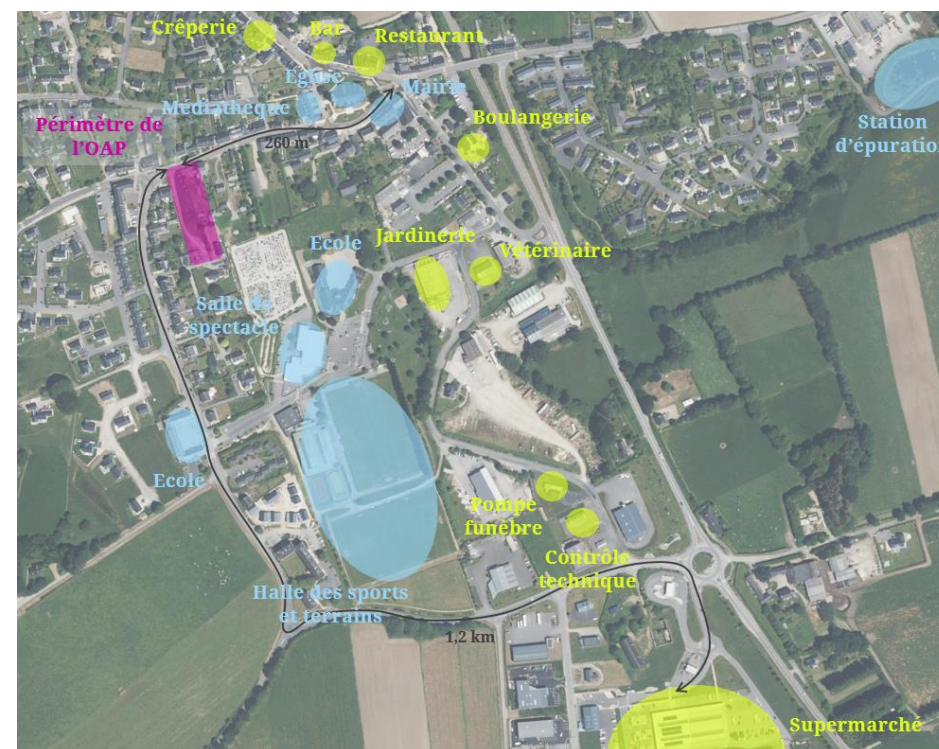 Crêperie
Bar
Restaurant
Eglise
Médiathèque
Mairie
Périmètre de
l'OAP
260 m
Boulangerie
Station
d'épuration
Ecole
Jardinerie
Vétérinaire
Salle de
spectacle
Ecole
Pompe
funèbre
Contrôle
technique
Halle des sports
et terrains
1,2 km
Supermarché